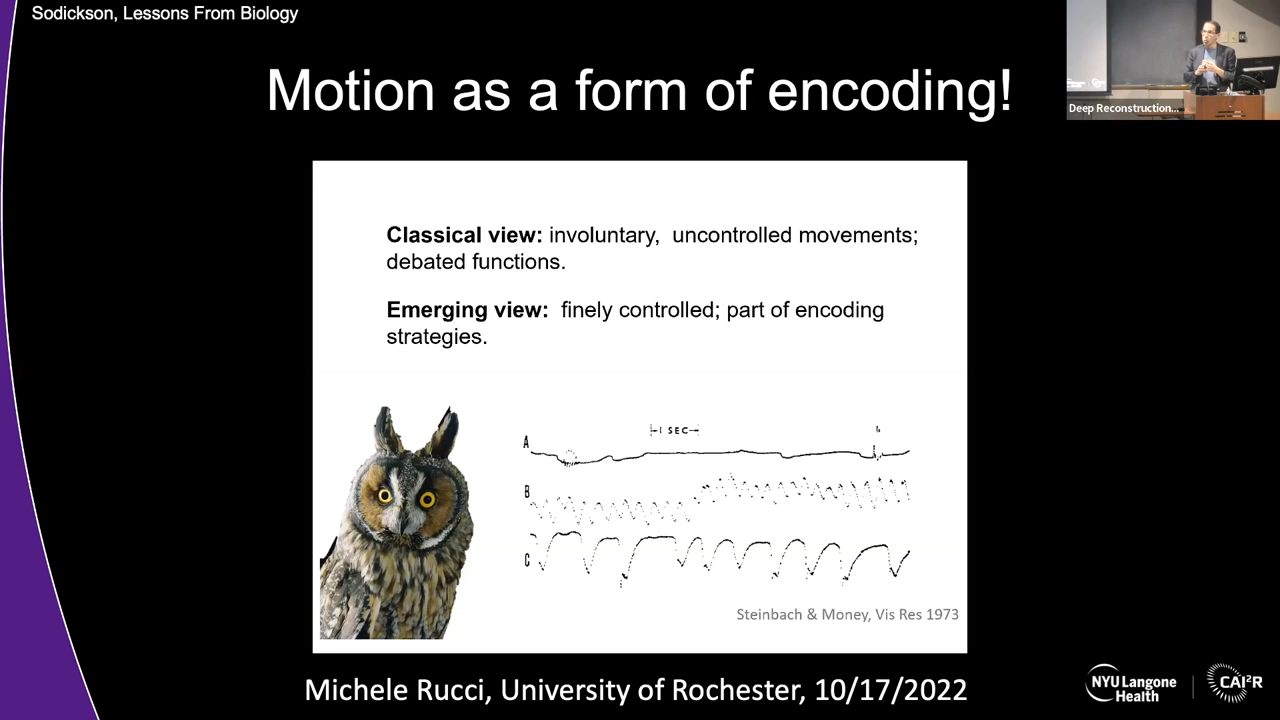 Sodickson, Lessons From Biology
Deep Reconstruction...
Motion as a form of encoding!
Classical view: involuntary, uncontrolled movements;
debated functions.
Emerging view: finely controlled; part of encoding
strategies.
1 SEC
A
B
C
Steinbach & Money, Vis Res 1973
Michele Rucci, University of Rochester, 10/17/2022
NYU Langone
Health
CAI²R